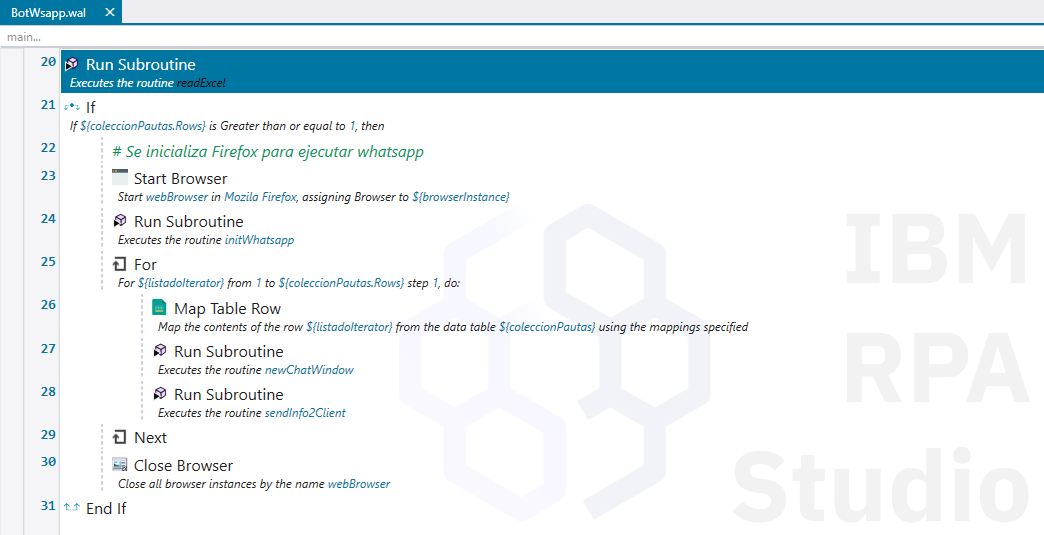 BotWsapp.wal ✕
main...
20 Run Subroutine
Executes the routine readExcel
21 If
If ${coleccionPautas.Rows} is Greater than or equal to 1, then
22 # Se inicializa Firefox para ejecutar whatsapp
23 Start Browser
Start webBrowser in Mozila Firefox, assigning Browser to ${browserInstance}
24 Run Subroutine
Executes the routine initWhatsapp
25 For
For ${listadoIterator} from 1 to ${coleccionPautas.Rows} step 1, do:
26 Map Table Row
Map the contents of the row ${listadoIterator} from the data table ${coleccionPautas} using the mappings specified
27 Run Subroutine
Executes the routine newChatWindow
28 Run Subroutine
Executes the routine sendInfo2Client
29 Next
30 Close Browser
Close all browser instances by the name webBrowser
31 End If
IBM
RPA
Studio